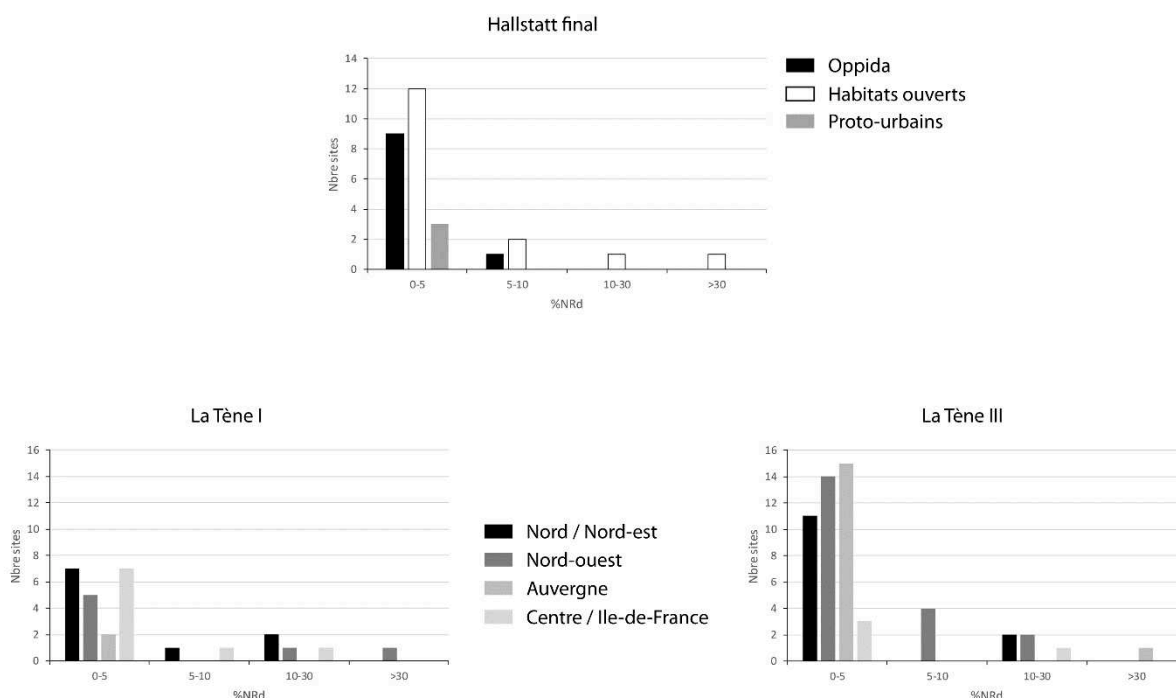 Hallstatt final
14
12
10
8
6
4
2
0
Nbre sites
0-5 5-10 10-30 >30
%NRd
Oppida
Habitats ouverts
Proto-urbains
La Tène I
16
14
12
10
8
6
4
2
0
Nbre sites
0-5 5-10 10-30 >30
%NRd
Nord / Nord-est
Nord-ouest
Auvergne
Centre / Ile-de-France
La Tène III
16
14
12
10
8
6
4
2
0
Nbre sites
0-5 5-10 10-30 >30
%NRd